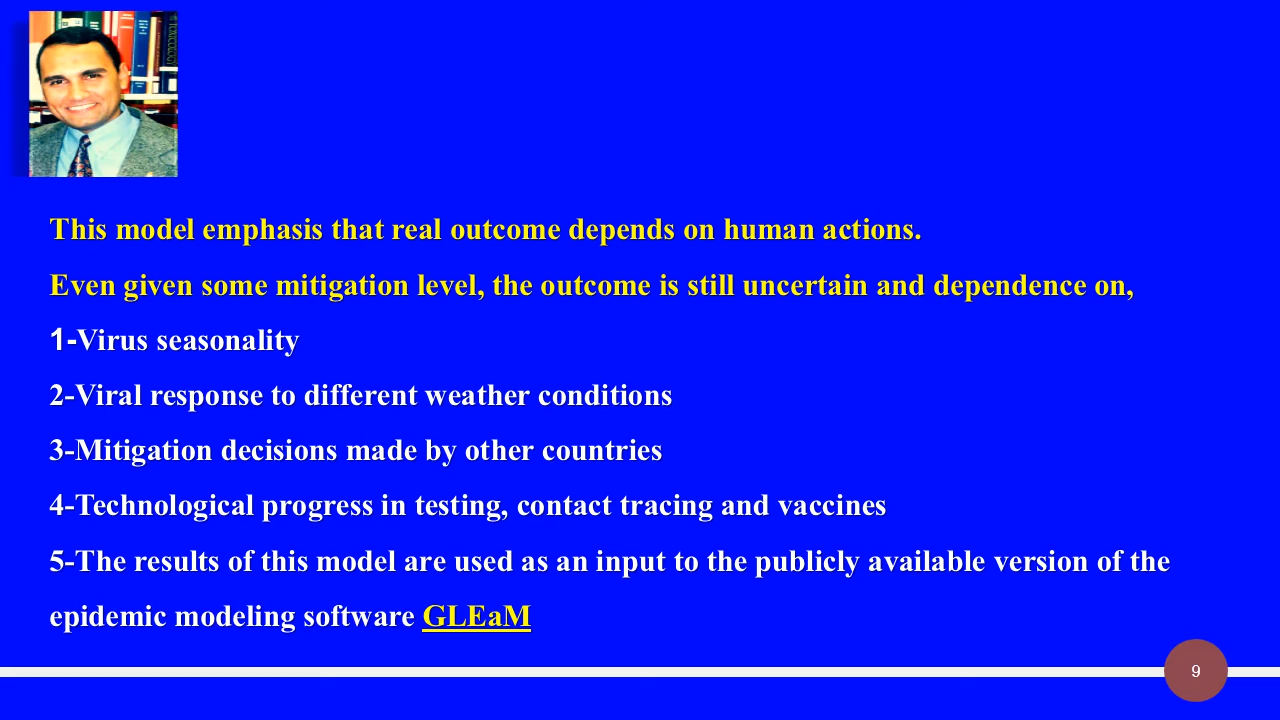 TOXICOLOGY
This model emphasis that real outcome depends on human actions.
Even given some mitigation level, the outcome is still uncertain and dependence on,
1-Virus seasonality
2-Viral response to different weather conditions
3-Mitigation decisions made by other countries
4-Technological progress in testing, contact tracing and vaccines
5-The results of this model are used as an input to the publicly available version of the
epidemic modeling software GLEaM
9